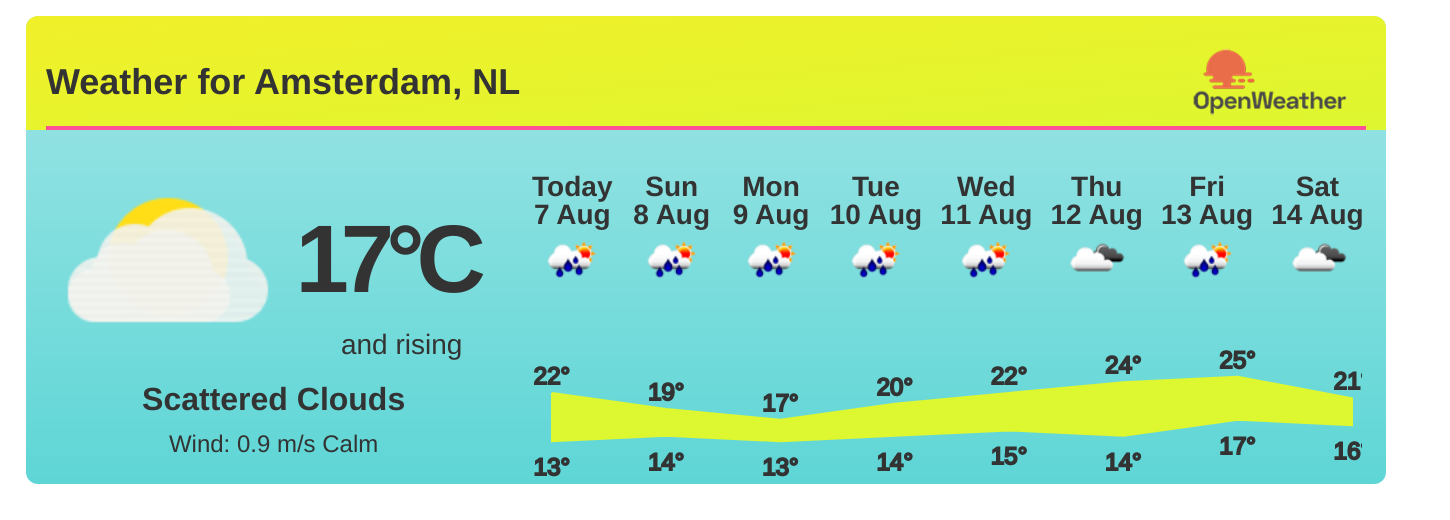 Weather for Amsterdam, NL
OpenWeather
17°C
and rising
Scattered Clouds
Wind: 0.9 m/s Calm
Today Sun Mon Tue Wed Thu Fri Sat
7 Aug 8 Aug 9 Aug 10 Aug 11 Aug 12 Aug 13 Aug 14 Aug
22° 19° 17° 20° 22° 24° 25° 21°
13° 14° 13° 14° 15° 14° 17° 16°